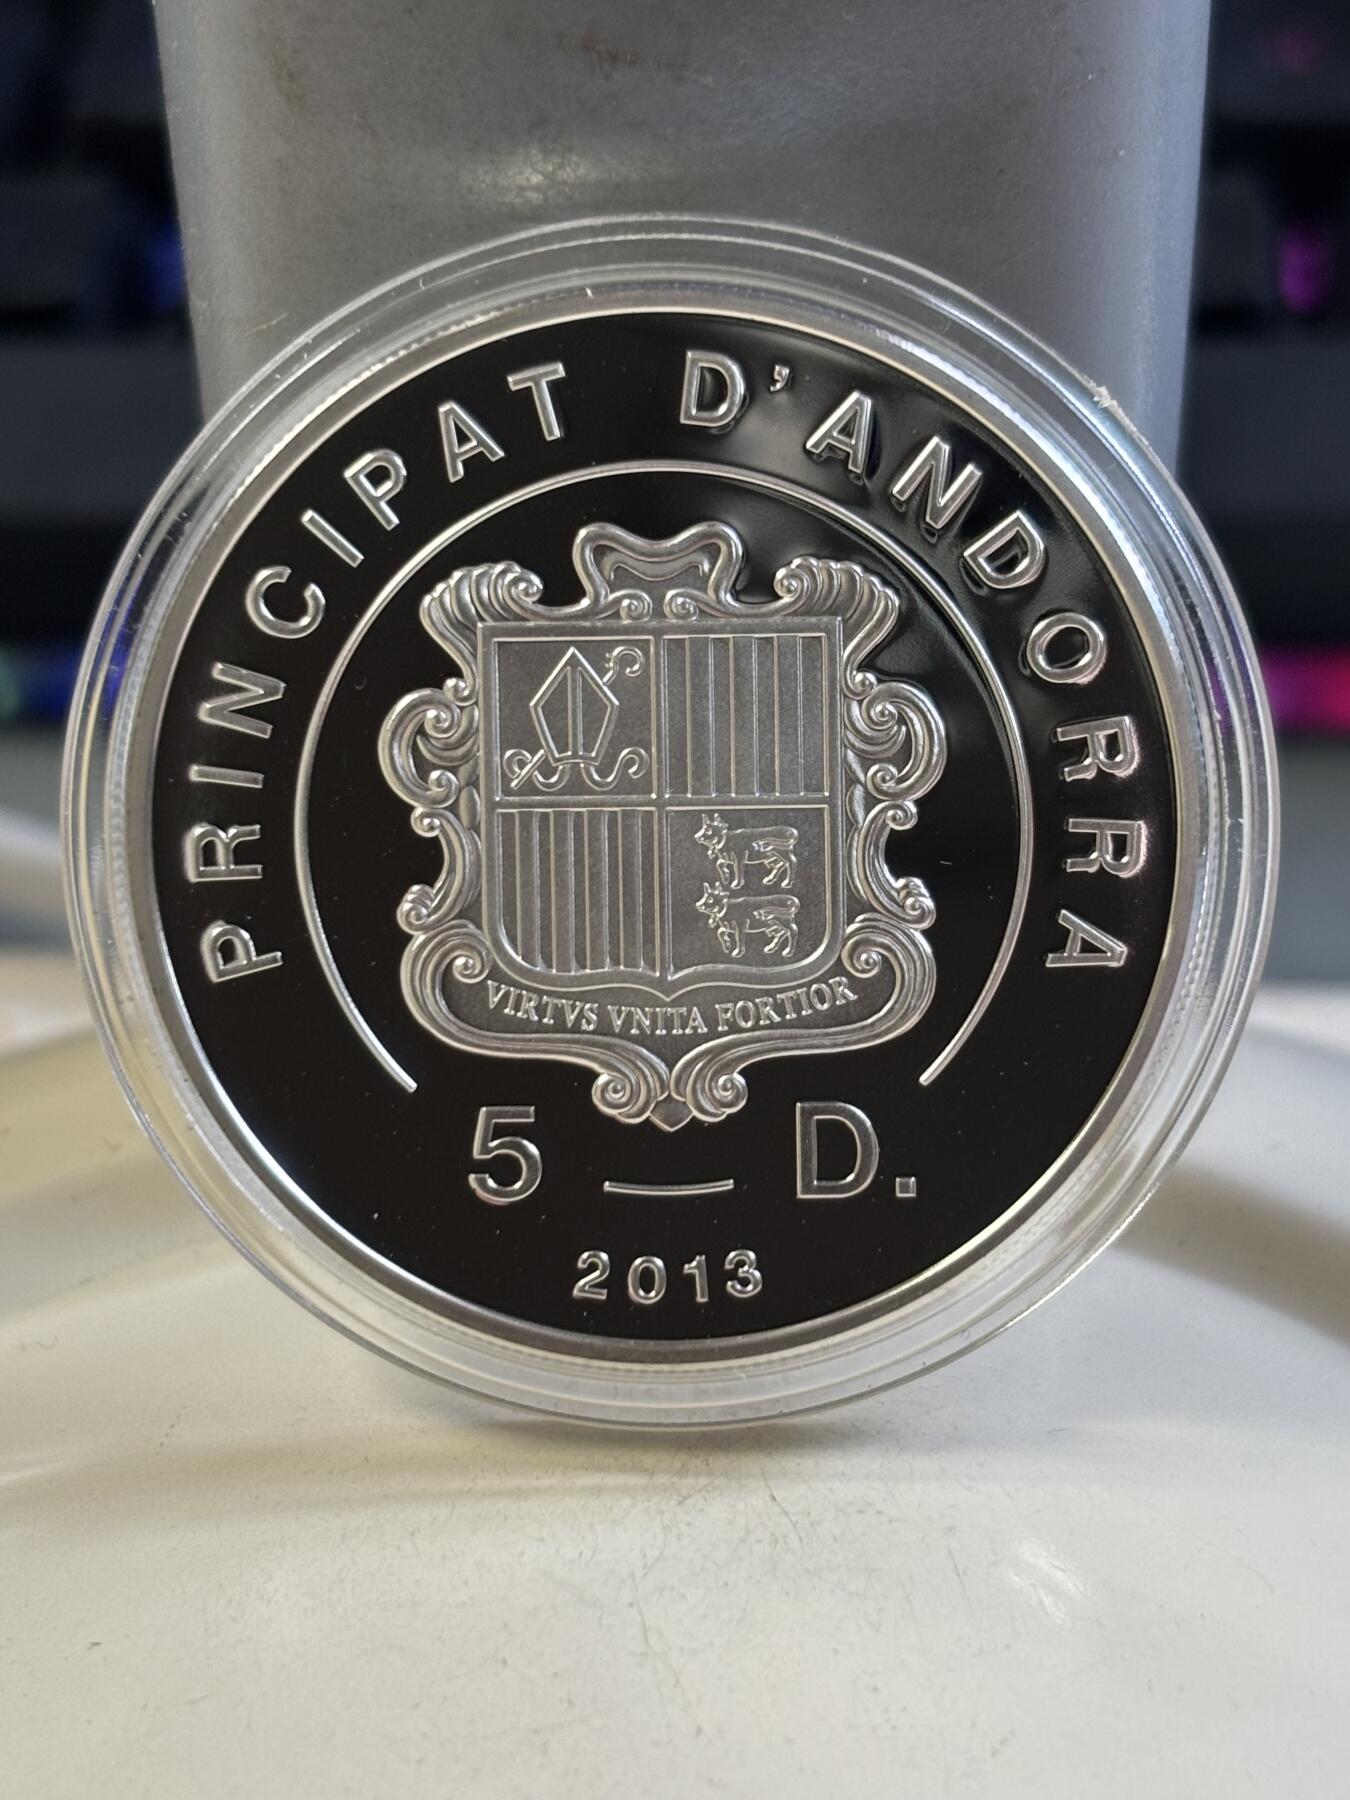 PRINCIPAT D'ANDORRA
VIRTVS VNITA FORTIOR
5 D.
2013